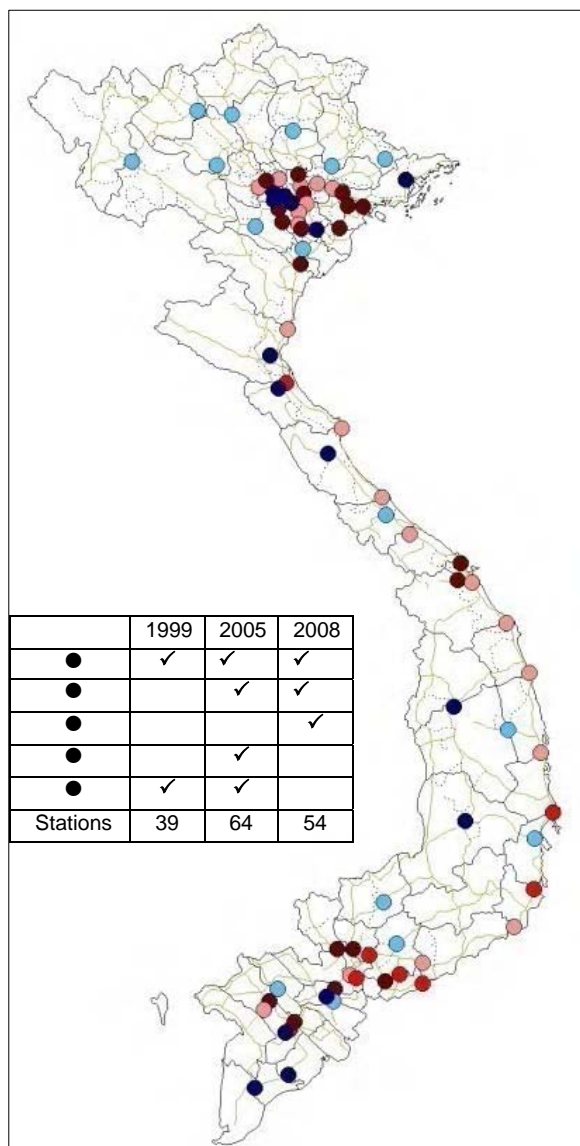 1999 2005 2008
● ✓ ✓ ✓
● ✓ ✓
● ✓
● ✓
● ✓ ✓
Stations 39 64 54